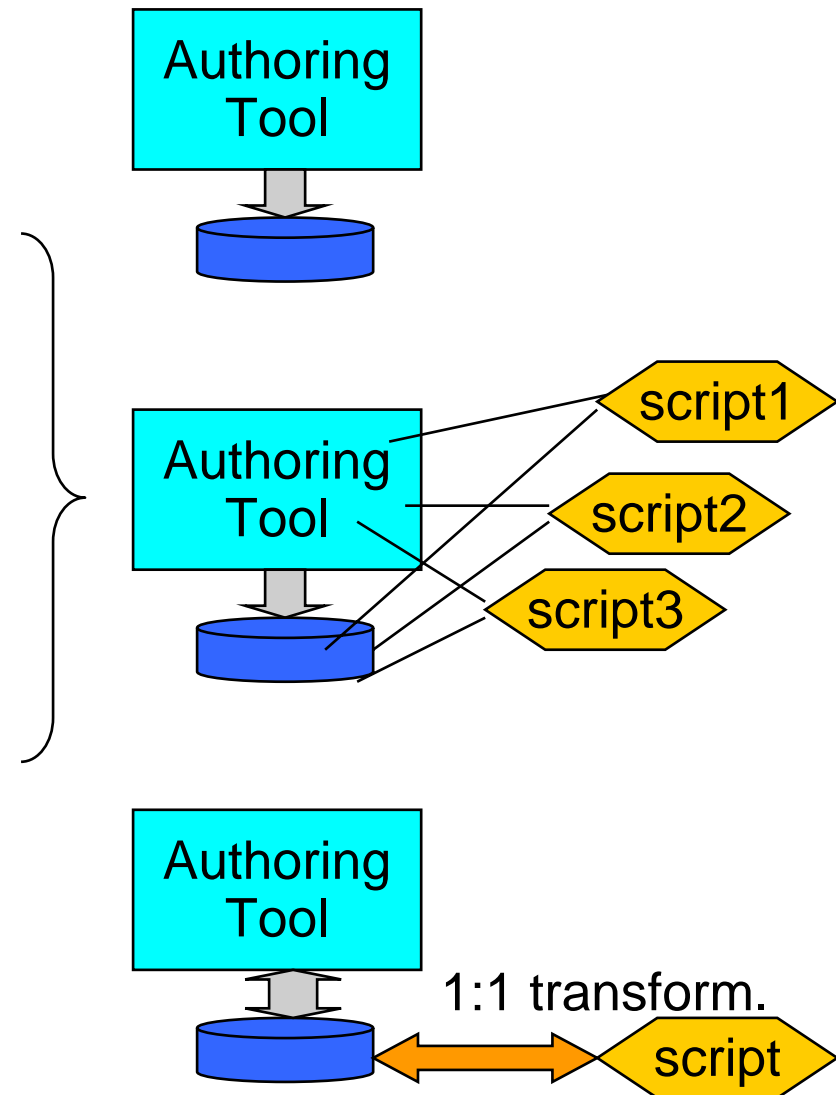 Authoring
Tool
Authoring
Tool
script1
script2
script3
Authoring
Tool
1:1 transform.
script